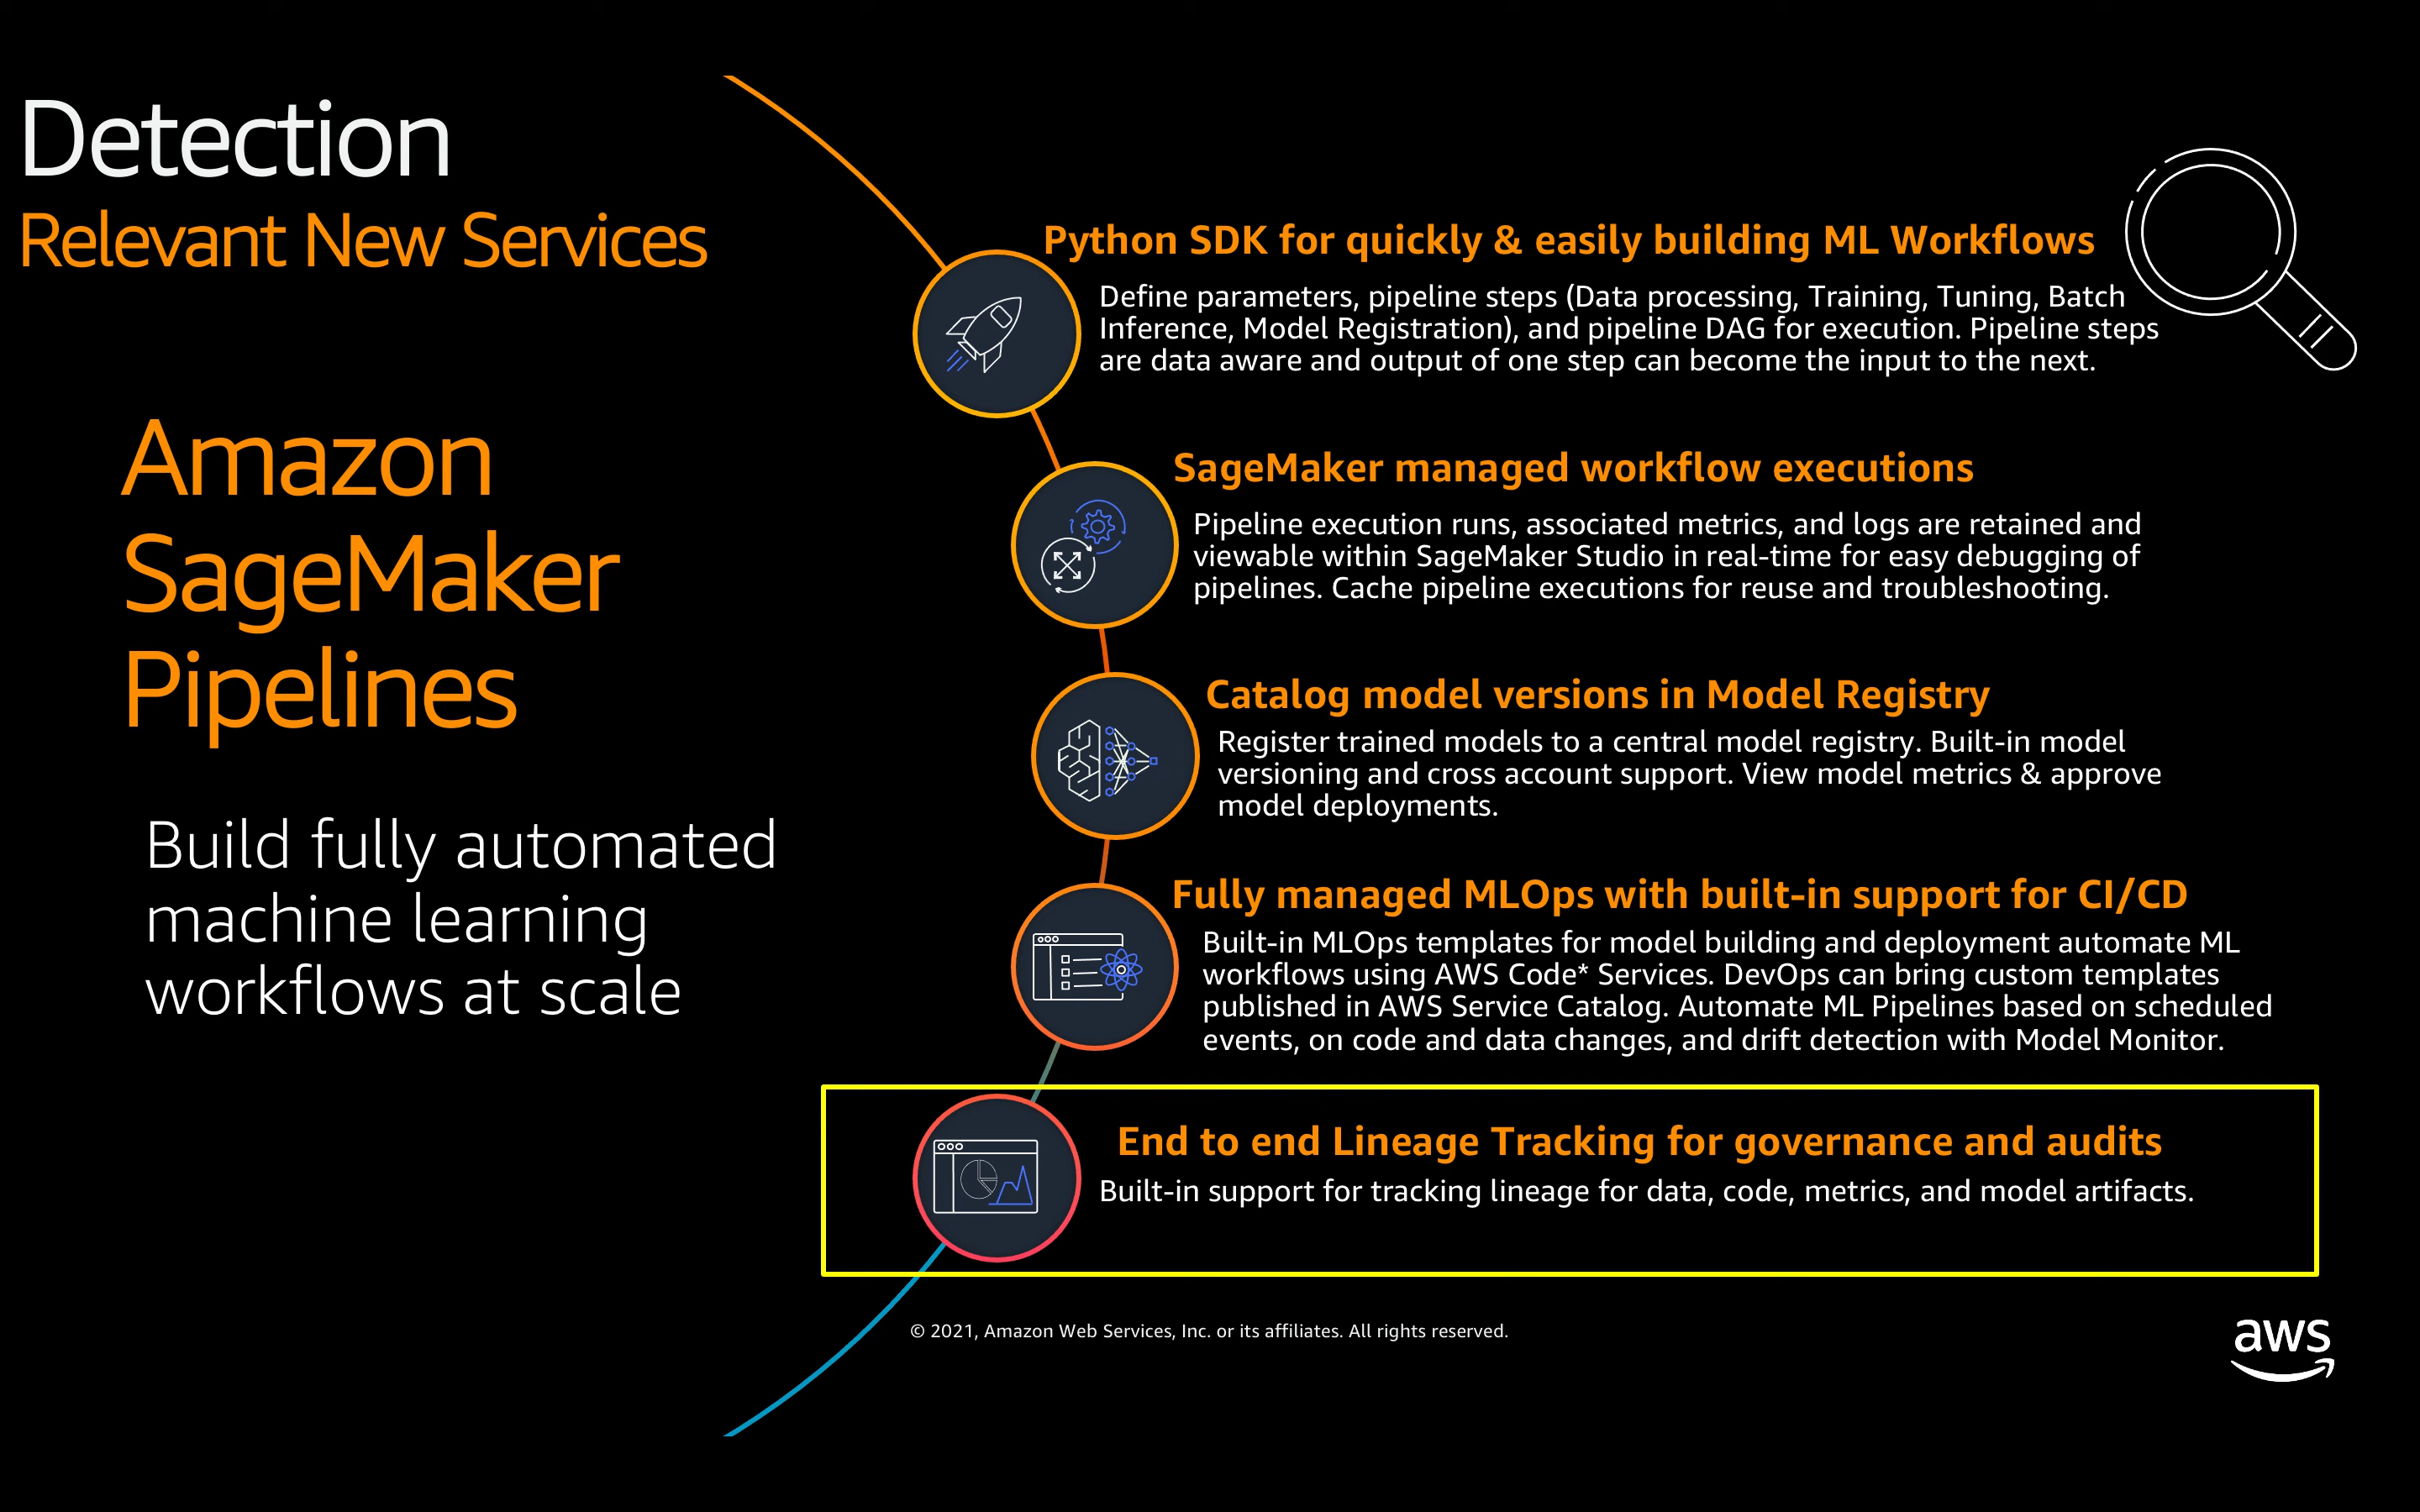 Detection
Relevant New Services
Amazon
SageMaker
Pipelines
Build fully automated
machine learning
workflows at scale
Python SDK for quickly & easily building ML Workflows
Define parameters, pipeline steps (Data processing, Training, Tuning, Batch
Inference, Model Registration), and pipeline DAG for execution. Pipeline steps
are data aware and output of one step can become the input to the next.
SageMaker managed workflow executions
Pipeline execution runs, associated metrics, and logs are retained and
viewable within SageMaker Studio in real-time for easy debugging of
pipelines. Cache pipeline executions for reuse and troubleshooting.
Catalog model versions in Model Registry
Register trained models to a central model registry. Built-in model
versioning and cross account support. View model metrics & approve
model deployments.
Fully managed MLOps with built-in support for CI/CD
Built-in MLOps templates for model building and deployment automate ML
workflows using AWS Code* Services. DevOps can bring custom templates
published in AWS Service Catalog. Automate ML Pipelines based on scheduled
events, on code and data changes, and drift detection with Model Monitor.
End to end Lineage Tracking for governance and audits
Built-in support for tracking lineage for data, code, metrics, and model artifacts.
© 2021, Amazon Web Services, Inc. or its affiliates. All rights reserved.
aws